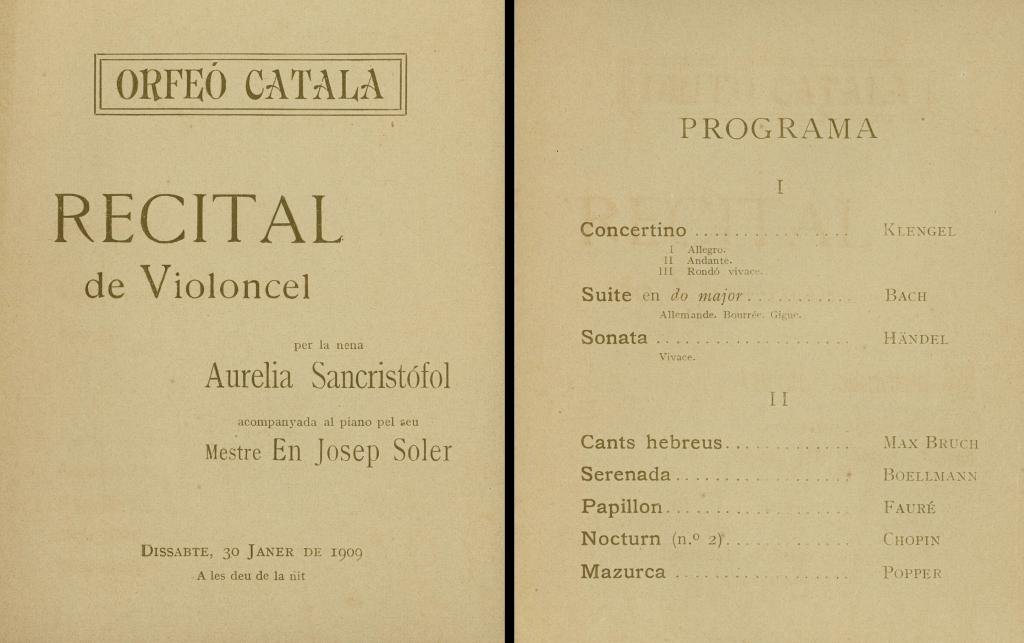 ORFEÓ CATALA
RECITAL
de Violoncel
per la nena
Aurelia Sancristófol
acompanyada al piano pel seu
Mestre En Josep Soler
DISSABTE, 30 JANER DE 1909
A les deu de la nit
PROGRAMA
I
Concertino . . . . . . . . . . . . . . . KLENGEL
I Allegro.
II Andante.
III Rondó vivace.
Suite en do major . . . . . . . . . . . BACH
Allemande. Bourrée. Gigue.
Sonata . . . . . . . . . . . . . . . . . . . . HÄNDEL
Vivace.
II
Cants hebreus. . . . . . . . . . . . . MAX BRUCH
Serenada . . . . . . . . . . . . . . . . . . BOELLMANN
Papillon. . . . . . . . . . . . . . . . . . . FAURÉ
Nocturn (n.º 2). . . . . . . . . . . . . CHOPIN
Mazurca . . . . . . . . . . . . . . . . . . POPPER